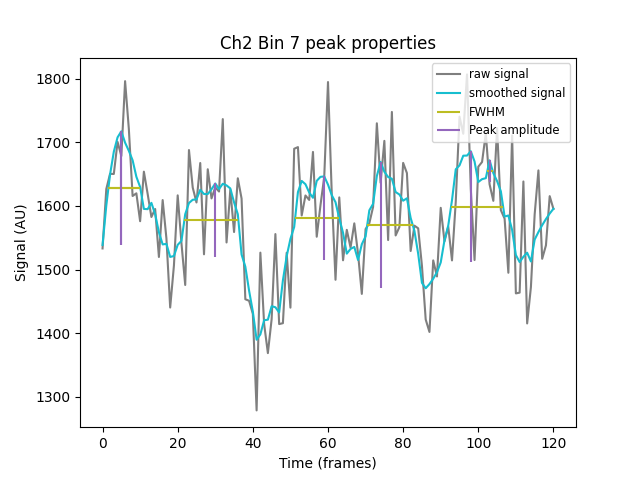 Ch2 Bin 7 peak properties
raw signal
smoothed signal
FWHM
Peak amplitude
Signal (AU)
1800
1700
1600
1500
1400
1300
0 20 40 60 80 100 120
Time (frames)